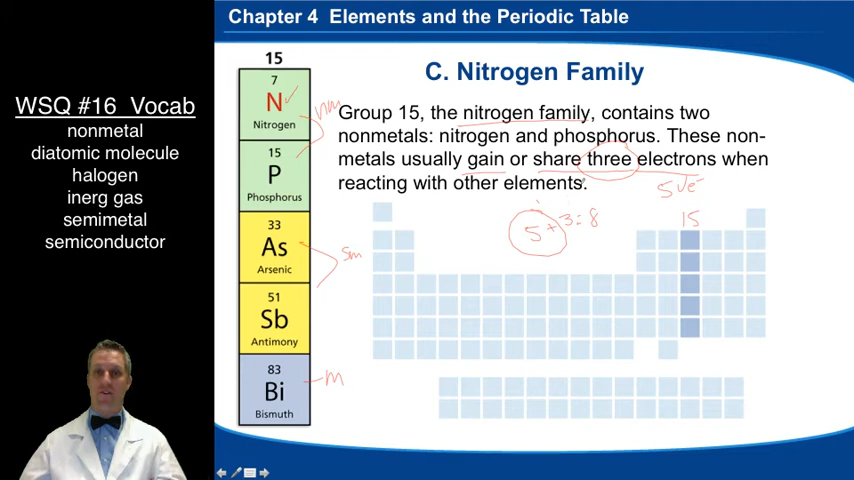 Chapter 4 Elements and the Periodic Table
WSQ #16 Vocab
nonmetal
diatomic molecule
halogen
inerg gas
semimetal
semiconductor
15
7
N
Nitrogen
15
P
Phosphorus
33
As
Arsenic
51
Sb
Antimony
83
Bi
Bismuth
nm
sm
m
C. Nitrogen Family
Group 15, the nitrogen family, contains two
nonmetals: nitrogen and phosphorus. These non-
metals usually gain or share three electrons when
reacting with other elements.
5 ve-
5 + 3 = 8
15